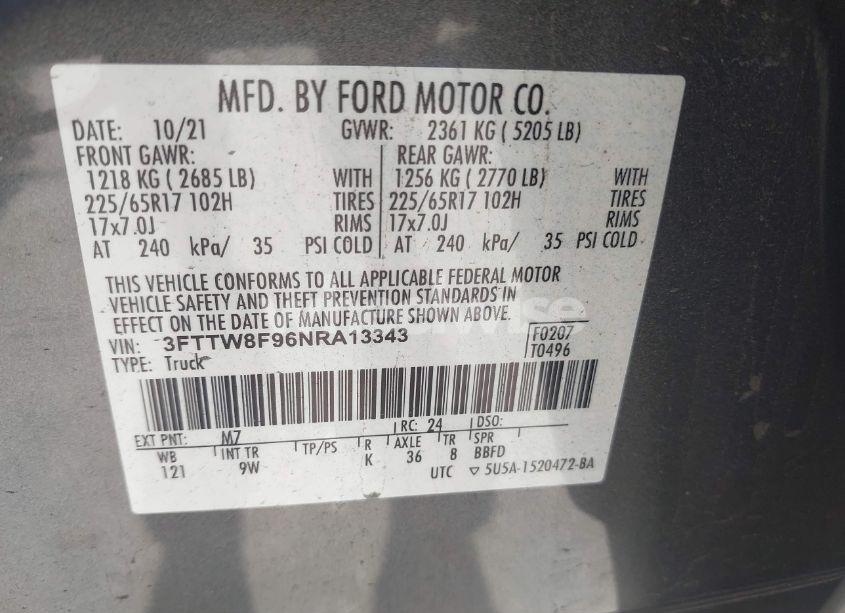 MFD. BY FORD MOTOR CO.
DATE: 10/21 GVWR: 2361 KG ( 5205 LB)
FRONT GAWR: REAR GAWR:
1218 KG ( 2685 LB) WITH 1256 KG ( 2770 LB) WITH
225/65R17 102H TIRES 225/65R17 102H TIRES
17x7.0J RIMS 17x7.0J RIMS
AT 240 kPa/ 35 PSI COLD AT 240 kPa/ 35 PSI COLD
THIS VEHICLE CONFORMS TO ALL APPLICABLE FEDERAL MOTOR
VEHICLE SAFETY AND THEFT PREVENTION STANDARDS IN
EFFECT ON THE DATE OF MANUFACTURE SHOWN ABOVE.
VIN: 3FTTW8F96NRA13343 F0207
TYPE: Truck T0496
EXT PNT: M7 RC: 24 DSO:
WB INT TR TP/PS R AXLE TR SPR
121 9W K 36 8 BBFD
UTC ▽ 5U5A-1520472-BA